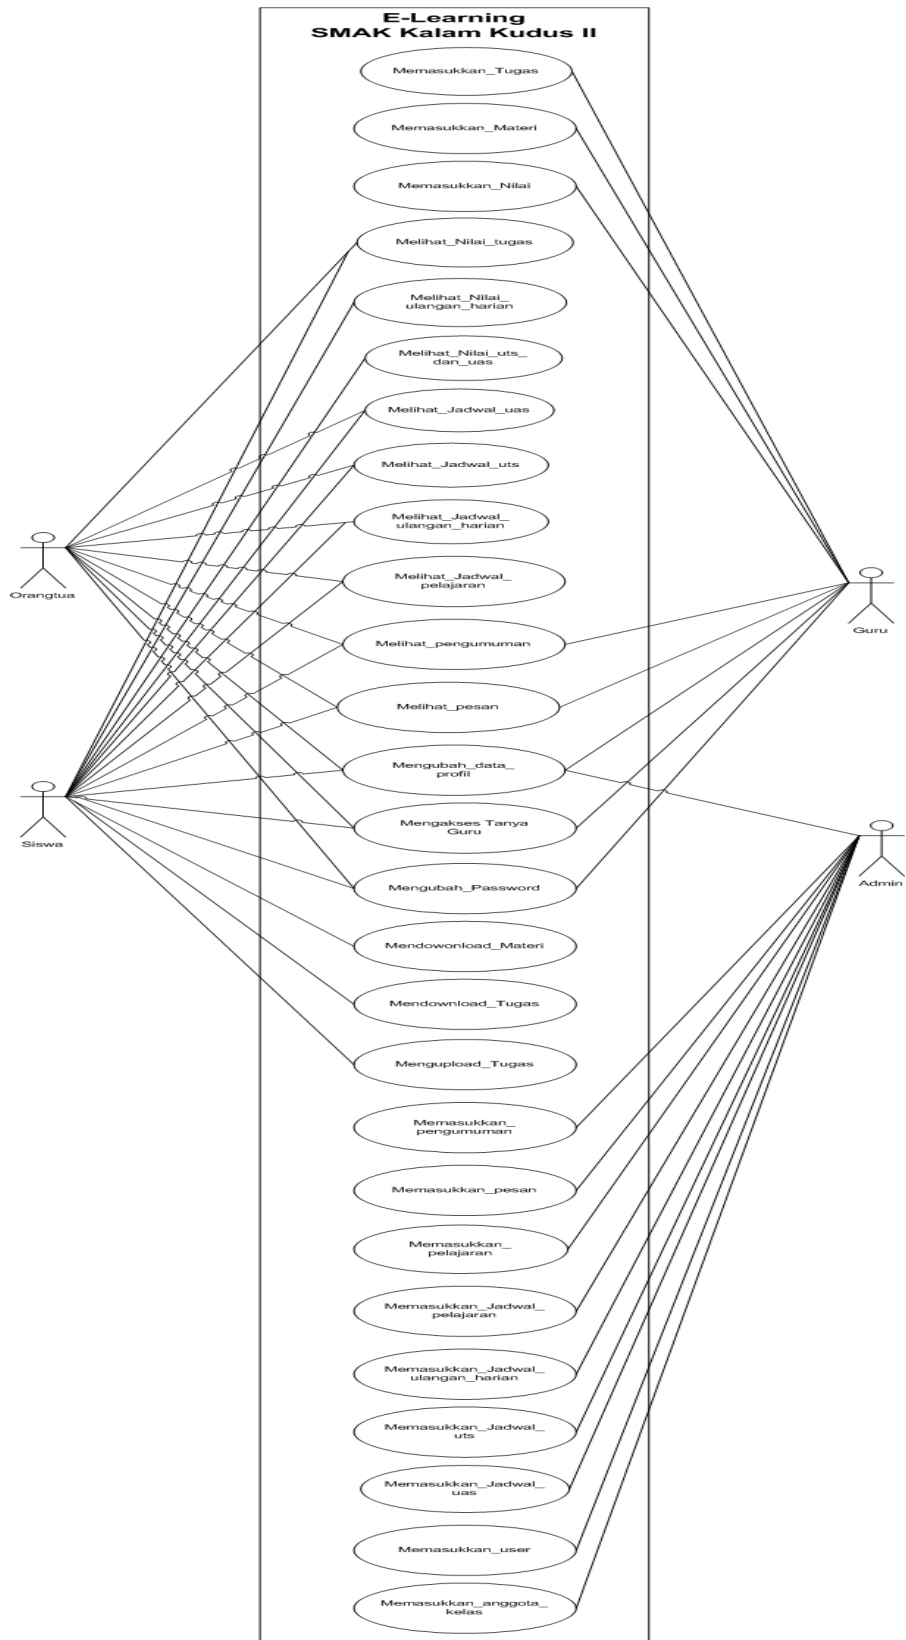 E-Learning
SMAK Kalam Kudus II
Memasukkan_Tugas
Memasukkan_Materi
Memasukkan_Nilai
Melihat_Nilai_tugas
Melihat_Nilai_
ulangan_harian
Melihat_Nilai_uts_
dan_uas
Melihat_Jadwal_uas
Melihat_Jadwal_uts
Melihat_Jadwal_
ulangan_harian
Orangtua
Melihat_Jadwal_
pelajaran
Guru
Melihat_pengumuman
Melihat_pesan
Mengubah_data_
profil
Siswa
Mengakses Tanya
Guru
Admin
Mengubah_Password
Mendowonload_Materi
Mendownload_Tugas
Mengupload_Tugas
Memasukkan_
pengumuman
Memasukkan_pesan
Memasukkan_
pelajaran
Memasukkan_Jadwal_
pelajaran
Memasukkan_Jadwal_
ulangan_harian
Memasukkan_Jadwal_
uts
Memasukkan_Jadwal_
uas
Memasukkan_user
Memasukkan_anggota_
kelas